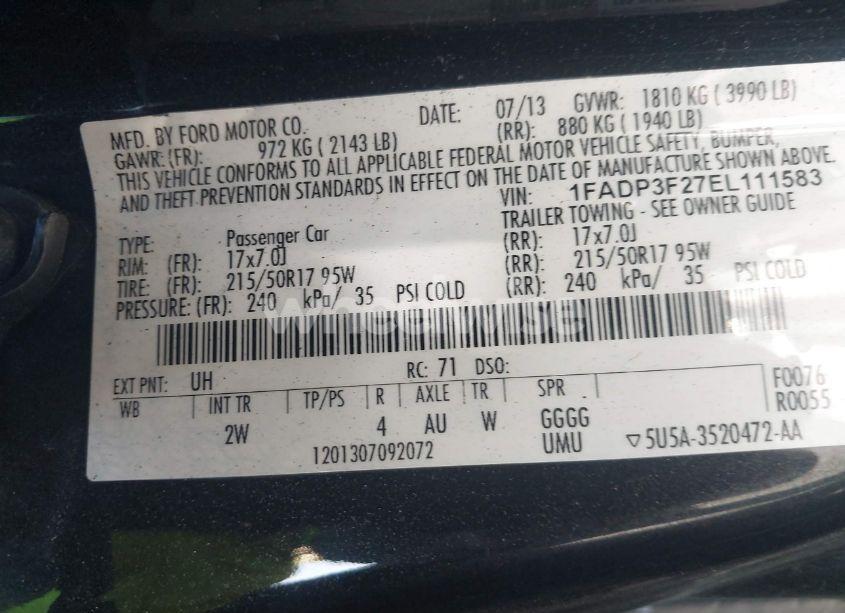 MFD. BY FORD MOTOR CO. DATE: 07/13 GVWR: 1810 KG ( 3990 LB)
GAWR: (FR): 972 KG ( 2143 LB) (RR): 880 KG ( 1940 LB)
THIS VEHICLE CONFORMS TO ALL APPLICABLE FEDERAL MOTOR VEHICLE SAFETY, BUMPER,
AND THEFT PREVENTION STANDARDS IN EFFECT ON THE DATE OF MANUFACTURE SHOWN ABOVE.
VIN: 1FADP3F27EL111583
TRAILER TOWING - SEE OWNER GUIDE
TYPE: Passenger Car
RIM: (FR): 17x7.0J (RR): 17x7.0J
TIRE: (FR): 215/50R17 95W (RR): 215/50R17 95W
PRESSURE: (FR): 240 kPa/ 35 PSI COLD (RR): 240 kPa/ 35 PSI COLD
wheelwise
EXT PNT: UH RC: 71 DSO:
WB INT TR TP/PS R AXLE TR SPR F0076
2W 4 AU W GGGG R0055
1201307092072 UMU ▽5U5A-3520472-AA